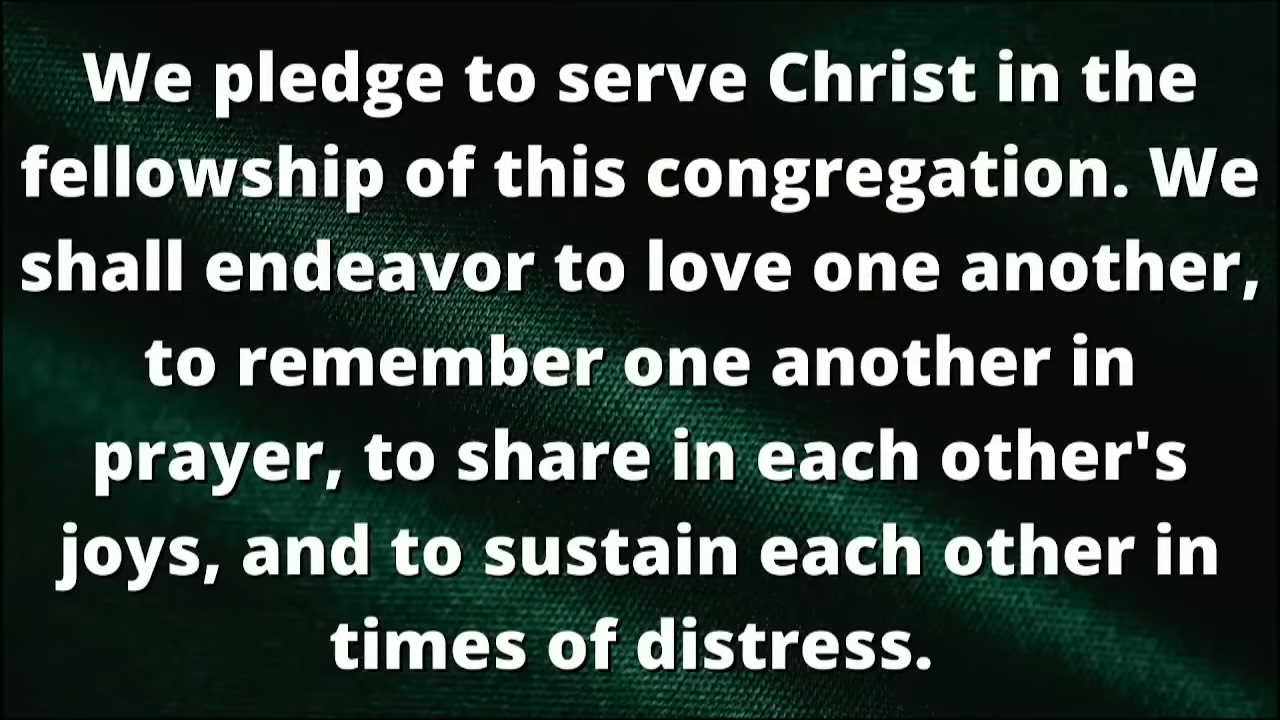 We pledge to serve Christ in the
fellowship of this congregation. We
shall endeavor to love one another,
to remember one another in
prayer, to share in each other's
joys, and to sustain each other in
times of distress.